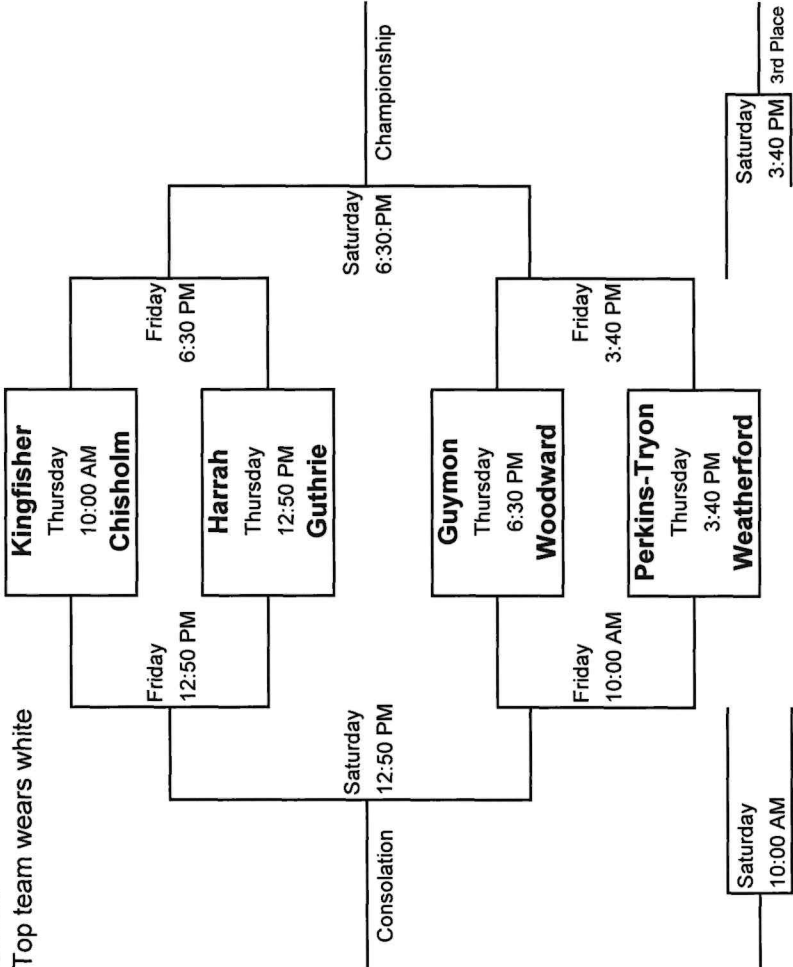 Top team wears white
Kingfisher
Thursday
10:00 AM
Chisholm
Friday
12:50 PM
Friday
6:30 PM
Harrah
Thursday
12:50 PM
Guthrie
Saturday
12:50 PM
Saturday
6:30:PM
Consolation
Championship
Guymon
Thursday
6:30 PM
Woodward
Friday
10:00 AM
Friday
3:40 PM
Perkins-Tryon
Thursday
3:40 PM
Weatherford
Saturday
10:00 AM
Saturday
3:40 PM
3rd Place